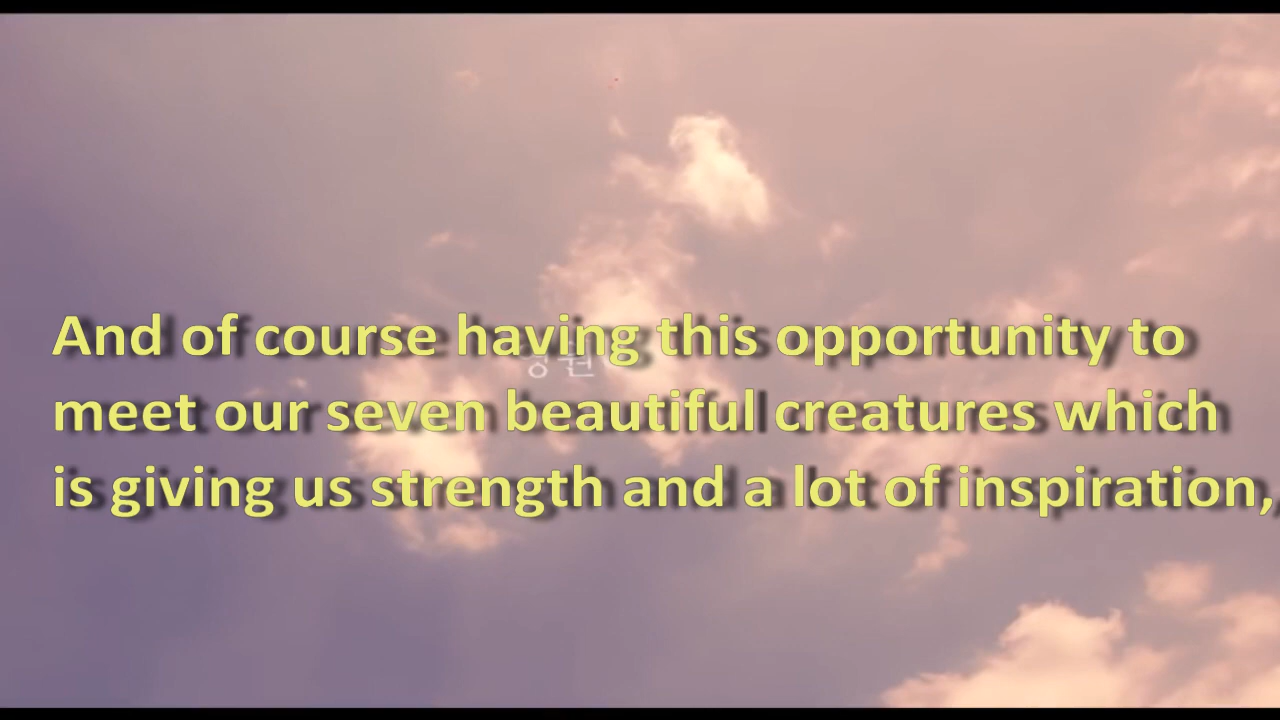 And of course having this opportunity to
meet our seven beautiful creatures which
is giving us strength and a lot of inspiration,